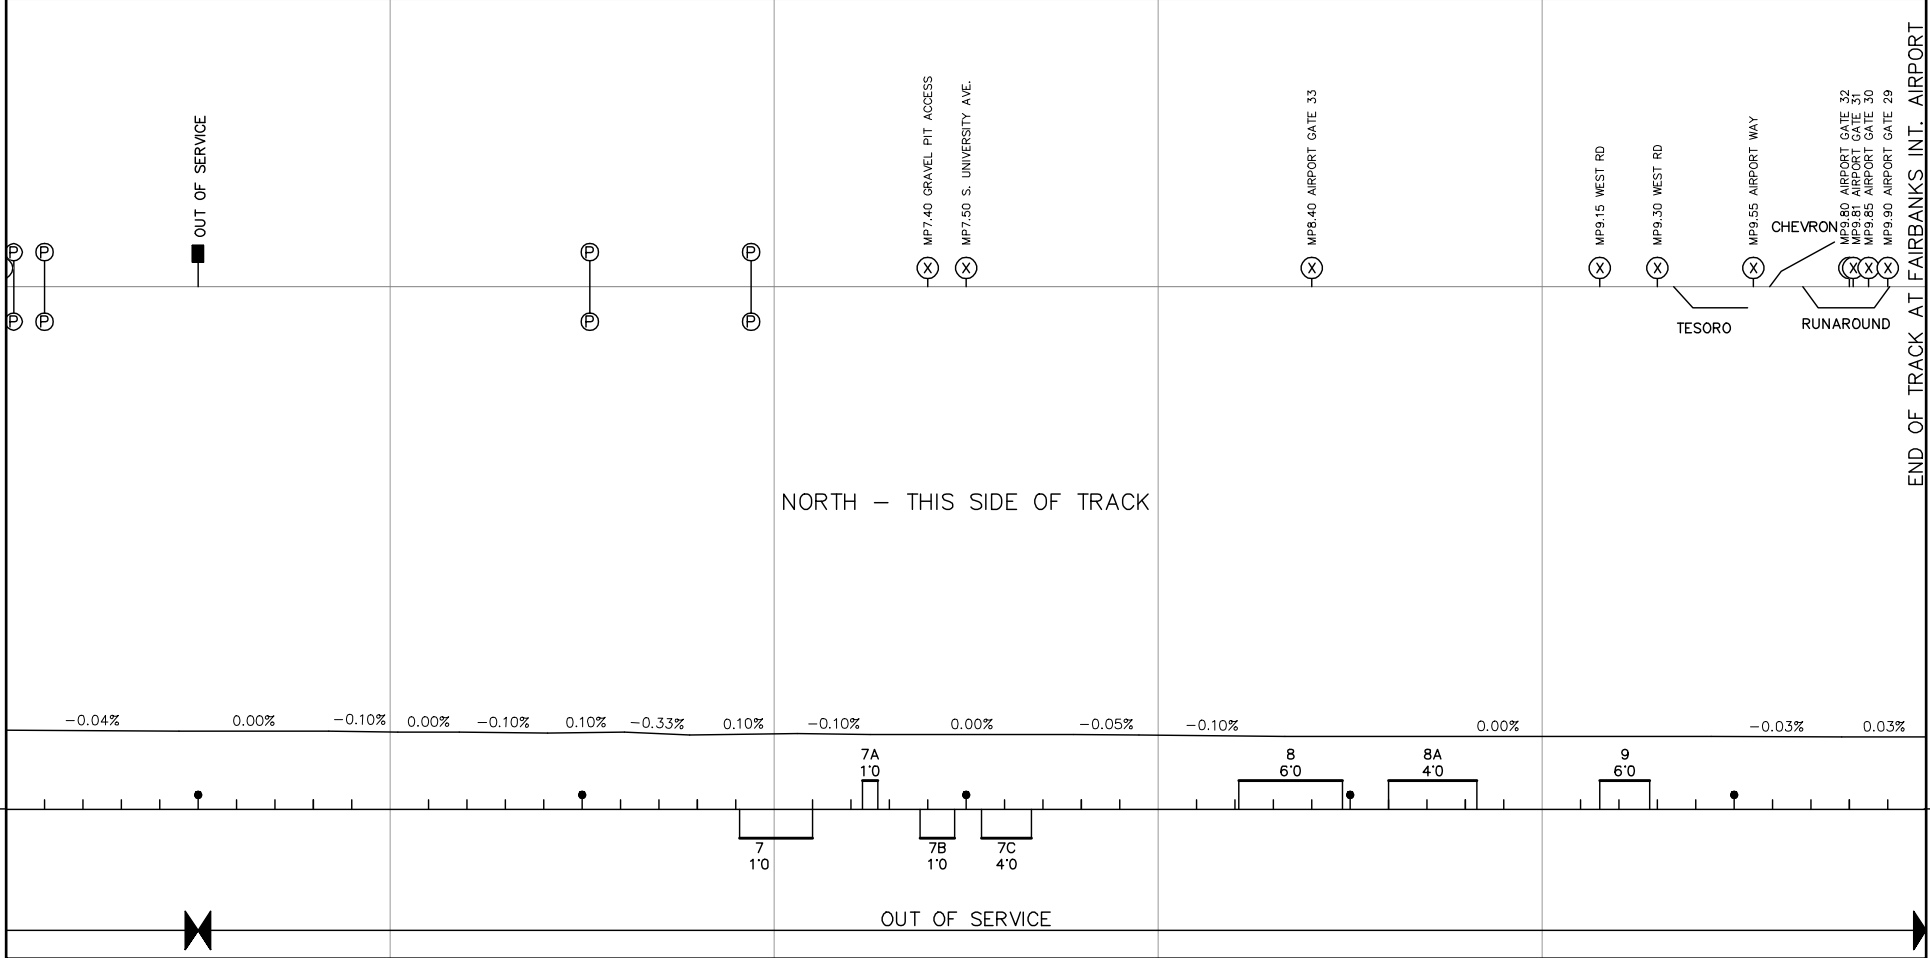 OUT OF SERVICE
MP7.40 GRAVEL PIT ACCESS
MP7.50 S. UNIVERSITY AVE.
MP8.40 AIRPORT GATE 33
MP9.15 WEST RD
MP9.30 WEST RD
MP9.55 AIRPORT WAY
MP9.80 AIRPORT GATE 32
MP9.81 AIRPORT GATE 31
MP9.85 AIRPORT GATE 30
MP9.90 AIRPORT GATE 29
END OF TRACK AT FAIRBANKS INT. AIRPORT
CHEVRON
P P P P
X X X X X X X X X
P P P P
TESORO
RUNAROUND
NORTH – THIS SIDE OF TRACK
−0.04% 0.00% −0.10% 0.00% −0.10% 0.10% −0.33% 0.10% −0.10% 0.00% −0.05% −0.10% 0.00% −0.03% 0.03%
7A
1°0
8
6°0
8A
4°0
9
6°0
7
1°0
7B
1°0
7C
4°0
OUT OF SERVICE